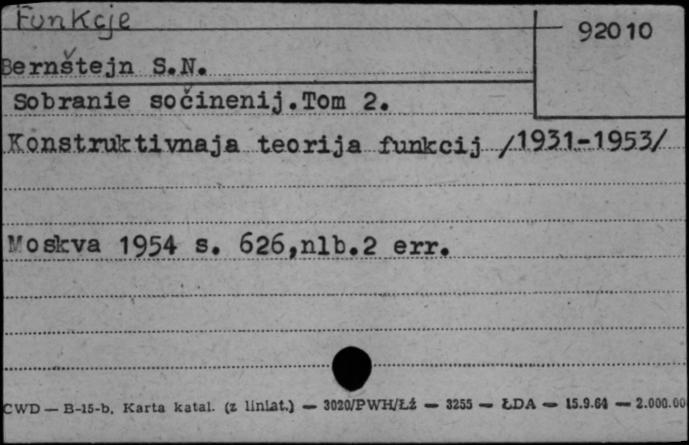 Funkcje
92010
Bernštejn S.N.
Sobranie sočinenij.Tom 2.
Konstruktivnaja teorija funkcij /1931-1953/
Moskva 1954 s. 626,nlb.2 err.
CWD — B-15-b, Karta katal. (z liniat.) — 3020/PWH/Łź — 3255 — ŁDA — 15.9.64 — 2.000.00